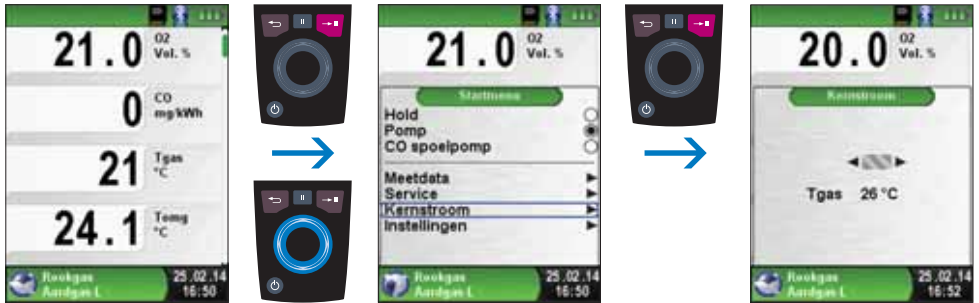 21.0 O2 Vol. %
0 CO mg/kWh
21 Tgas °C
24.1 Tomg °C
Rookgas 25.02.14
Aardgas L 16:50
21.0 O2 Vol. %
Startmenu
Hold
Pomp
CO spoelpomp
Meetdata
Service
Kernstroom
Instellingen
Rookgas 25.02.14
Aardgas L 16:50
20.0 O2 Vol. %
Kernstroom
Tgas 26 °C
Rookgas 25.02.14
Aardgas L 16:52